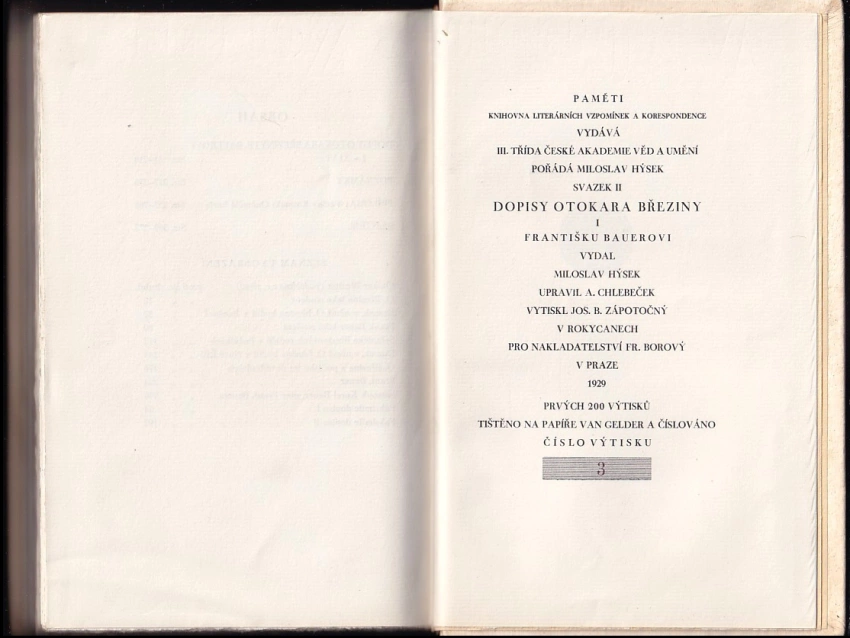 PAMĚTI
KNIHOVNA LITERÁRNÍCH VZPOMÍNEK A KORESPONDENCE
VYDÁVÁ
III. TŘÍDA ČESKÉ AKADEMIE VĚD A UMĚNÍ
POŘÁDÁ MILOSLAV HÝSEK
SVAZEK II
DOPISY OTOKARA BŘEZINY
I
FRANTIŠKU BAUEROVI
VYDAL
MILOSLAV HÝSEK
UPRAVIL A. CHLEBEČEK
VYTISKL JOS. B. ZÁPOTOČNÝ
V ROKYCANECH
PRO NAKLADATELSTVÍ FR. BOROVÝ
V PRAZE
1929
PRVÝCH 200 VÝTISKŮ
TIŠTĚNO NA PAPÍŘE VAN GELDER A ČÍSLOVÁNO
ČÍSLO VÝTISKU
3